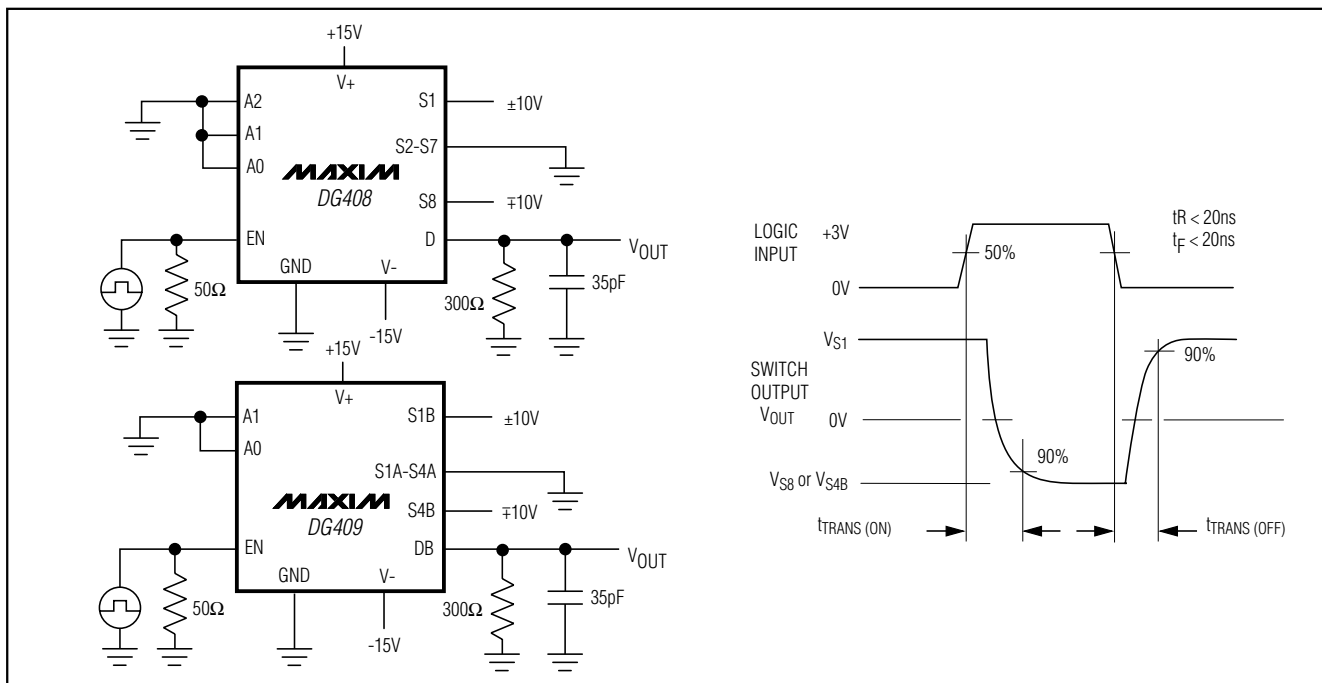 +15V
V+
A2
A1
A0
EN
GND
V-
S1
S2-S7
S8
D
MAXIM
DG408
±10V
∓10V
VOUT
50Ω
-15V
300Ω
35pF
+15V
V+
A1
A0
EN
GND
V-
S1B
S1A-S4A
S4B
DB
MAXIM
DG409
±10V
∓10V
VOUT
50Ω
-15V
300Ω
35pF
LOGIC
INPUT
+3V
50%
0V
tR < 20ns
tF < 20ns
VS1
SWITCH
OUTPUT
VOUT
0V
90%
90%
VS8 or VS4B
tTRANS (ON)
tTRANS (OFF)